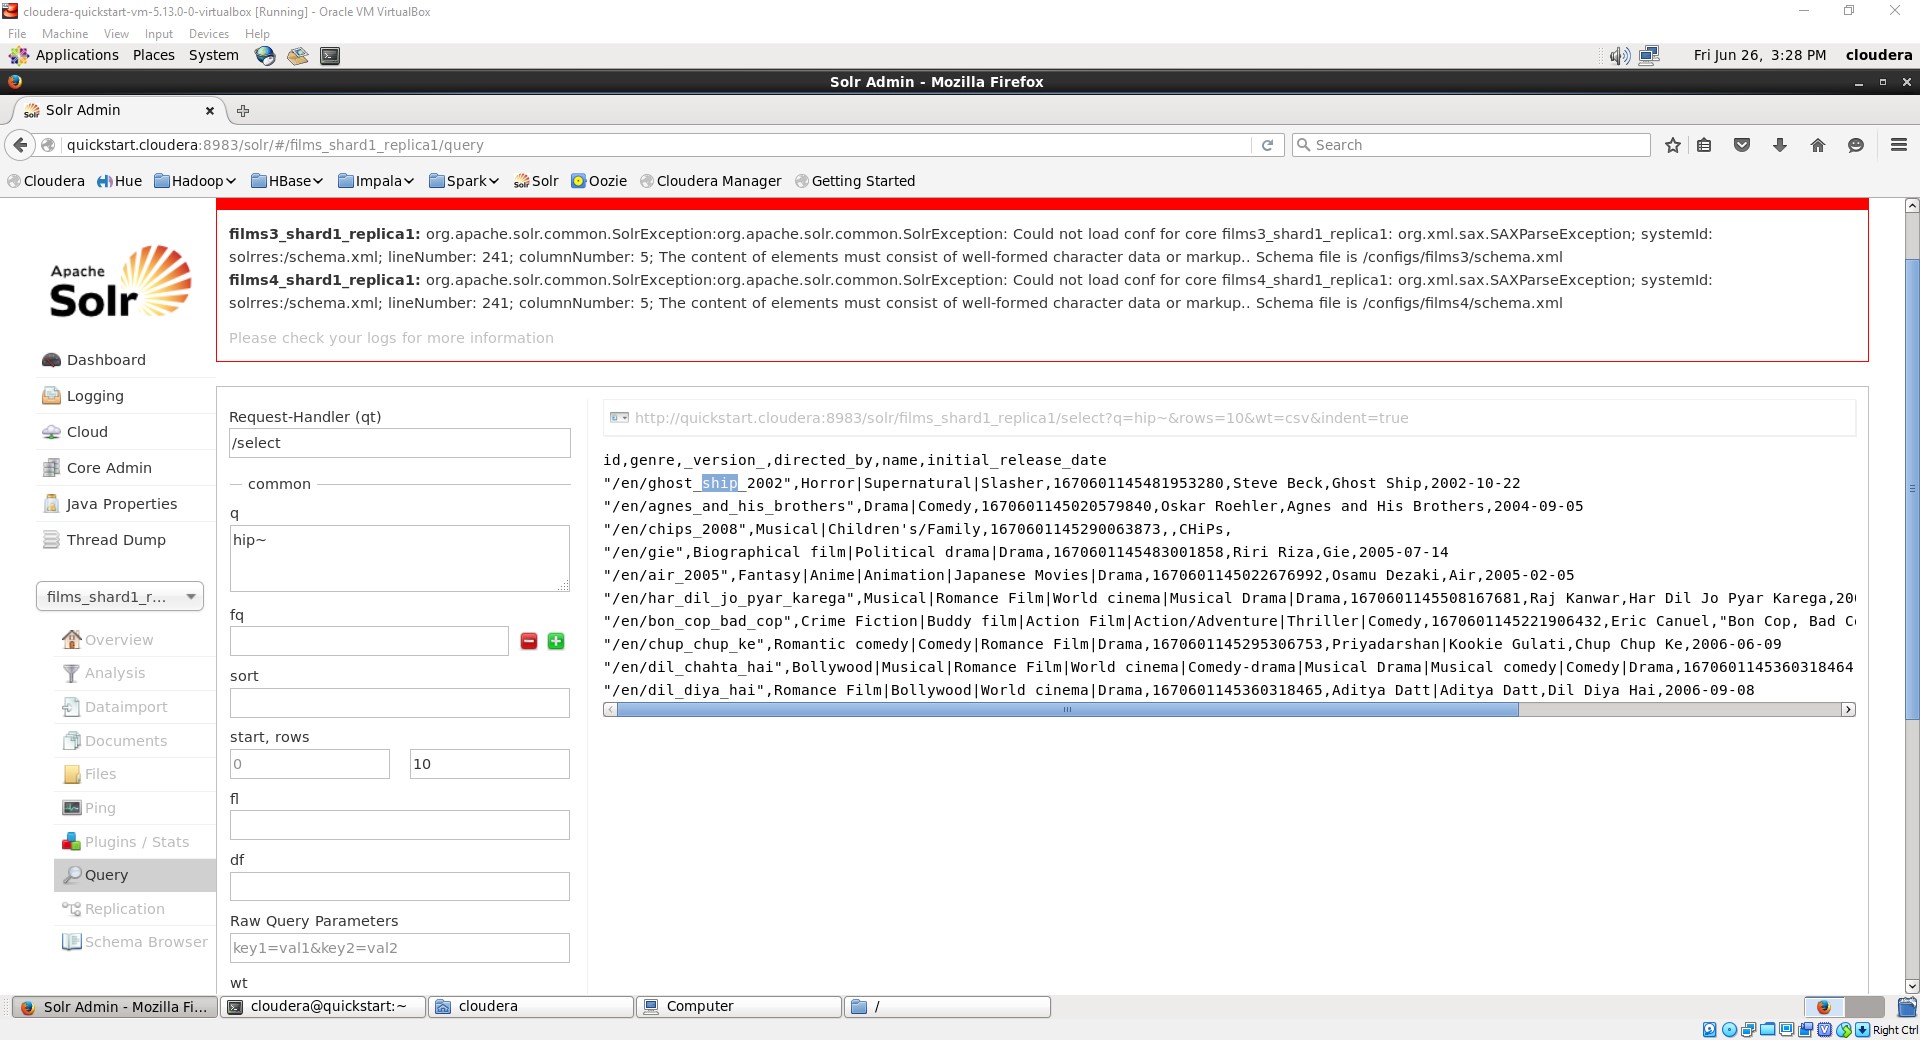 cloudera-quickstart-vm-5.13.0-0-virtualbox [Running] - Oracle VM VirtualBox
File Machine View Input Devices Help
Applications Places System Fri Jun 26, 3:28 PM cloudera
Solr Admin - Mozilla Firefox
Solr Solr Admin
quickstart.cloudera:8983/solr/#/films_shard1_replica1/query Search
Cloudera Hue Hadoop HBase Impala Spark Solr Solr Oozie Cloudera Manager Getting Started
films3_shard1_replica1: org.apache.solr.common.SolrException:org.apache.solr.common.SolrException: Could not load conf for core films3_shard1_replica1: org.xml.sax.SAXParseException; systemId:
solrres:/schema.xml; lineNumber: 241; columnNumber: 5; The content of elements must consist of well-formed character data or markup.. Schema file is /configs/films3/schema.xml
films4_shard1_replica1: org.apache.solr.common.SolrException:org.apache.solr.common.SolrException: Could not load conf for core films4_shard1_replica1: org.xml.sax.SAXParseException; systemId:
solrres:/schema.xml; lineNumber: 241; columnNumber: 5; The content of elements must consist of well-formed character data or markup.. Schema file is /configs/films4/schema.xml
Please check your logs for more information
Apache
Solr
Dashboard
Logging
Cloud
Core Admin
Java Properties
Thread Dump
films_shard1_r...
Overview
Analysis
Dataimport
Documents
Files
Ping
Plugins / Stats
Query
Replication
Schema Browser
Request-Handler (qt)
/select
common
q
hip~
fq
sort
start, rows
0 10
fl
df
Raw Query Parameters
key1=val1&key2=val2
wt
http://quickstart.cloudera:8983/solr/films_shard1_replica1/select?q=hip~&rows=10&wt=csv&indent=true
id,genre,_version_,directed_by,name,initial_release_date
"/en/ghost_ship_2002",Horror|Supernatural|Slasher,1670601145481953280,Steve Beck,Ghost Ship,2002-10-22
"/en/agnes_and_his_brothers",Drama|Comedy,1670601145020579840,Oskar Roehler,Agnes and His Brothers,2004-09-05
"/en/chips_2008",Musical|Children's/Family,1670601145290063873,,CHiPs,
"/en/gie",Biographical film|Political drama|Drama,1670601145483001858,Riri Riza,Gie,2005-07-14
"/en/air_2005",Fantasy|Anime|Animation|Japanese Movies|Drama,1670601145022676992,Osamu Dezaki,Air,2005-02-05
"/en/har_dil_jo_pyar_karega",Musical|Romance Film|World cinema|Musical Drama|Drama,1670601145508167681,Raj Kanwar,Har Dil Jo Pyar Karega,200
"/en/bon_cop_bad_cop",Crime Fiction|Buddy film|Action Film|Action/Adventure|Thriller|Comedy,1670601145221906432,Eric Canuel,"Bon Cop, Bad Co
"/en/chup_chup_ke",Romantic comedy|Comedy|Romance Film|Drama,1670601145295306753,Priyadarshan|Kookie Gulati,Chup Chup Ke,2006-06-09
"/en/dil_chahta_hai",Bollywood|Musical|Romance Film|World cinema|Comedy-drama|Musical Drama|Musical comedy|Comedy|Drama,1670601145360318464
"/en/dil_diya_hai",Romance Film|Bollywood|World cinema|Drama,1670601145360318465,Aditya Datt|Aditya Datt,Dil Diya Hai,2006-09-08
Solr Admin - Mozilla Fi... cloudera@quickstart:~ cloudera Computer /
Right Ctrl